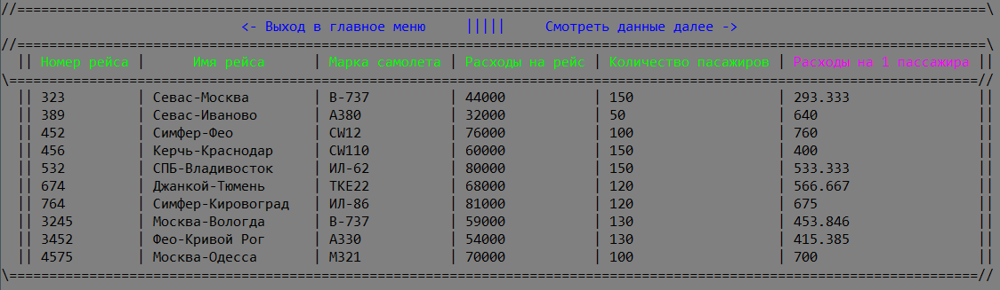 //=========================================================================================================================\
<- Выход в главное меню |||||| Смотреть данные далее ->
//=========================================================================================================================\
|| Номер рейса | Имя рейса | Марка самолета | Расходы на рейс | Количество пасажиров | Расходы на 1 пассажира ||
\=========================================================================================================================//
|| 323 | Севас-Москва | В-737 | 44000 | 150 | 293.333 ||
|| 389 | Севас-Иваново | А380 | 32000 | 50 | 640 ||
|| 452 | Симфер-Фео | CW12 | 76000 | 100 | 760 ||
|| 456 | Керчь-Краснодар | CW110 | 60000 | 150 | 400 ||
|| 532 | СПБ-Владивосток | ИЛ-62 | 80000 | 150 | 533.333 ||
|| 674 | Джанкой-Тюмень | TKE22 | 68000 | 120 | 566.667 ||
|| 764 | Симфер-Кировоград | ИЛ-86 | 81000 | 120 | 675 ||
|| 3245 | Москва-Вологда | В-737 | 59000 | 130 | 453.846 ||
|| 3452 | Фео-Кривой Рог | А330 | 54000 | 130 | 415.385 ||
|| 4575 | Москва-Одесса | М321 | 70000 | 100 | 700 ||
\=========================================================================================================================//